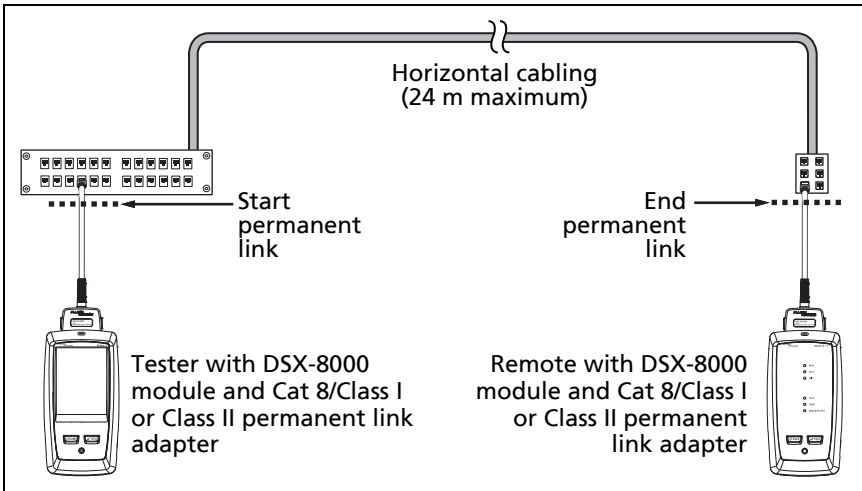 Horizontal cabling
(24 m maximum)
Start
permanent
link
End
permanent
link
Tester with DSX-8000
module and Cat 8/Class I
or Class II permanent link
adapter
Remote with DSX-8000
module and Cat 8/Class I
or Class II permanent
link adapter